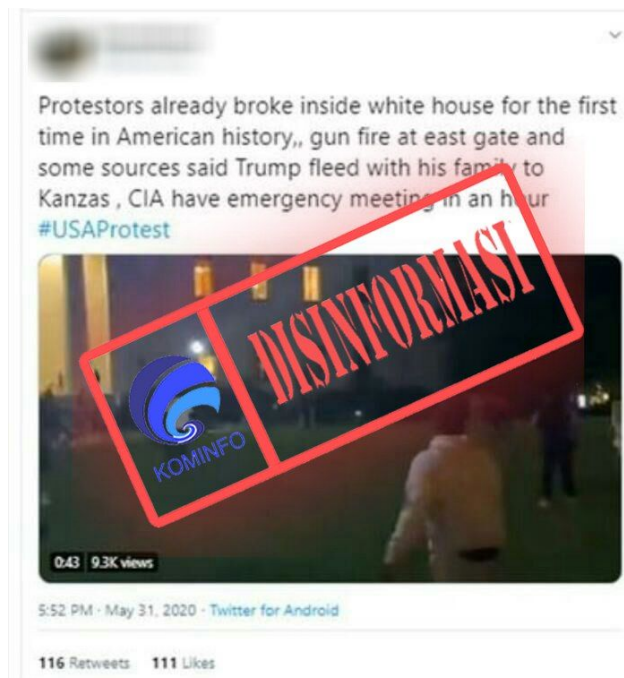 Protestors already broke inside white house for the first
time in American history,, gun fire at east gate and
some sources said Trump fleed with his family to
Kanzas , CIA have emergency meeting in an hour
#USAProtest
DISINFORMASI
KOMINFO
0:43 9.3K views
5:52 PM · May 31, 2020 · Twitter for Android
116 Retweets 111 Likes